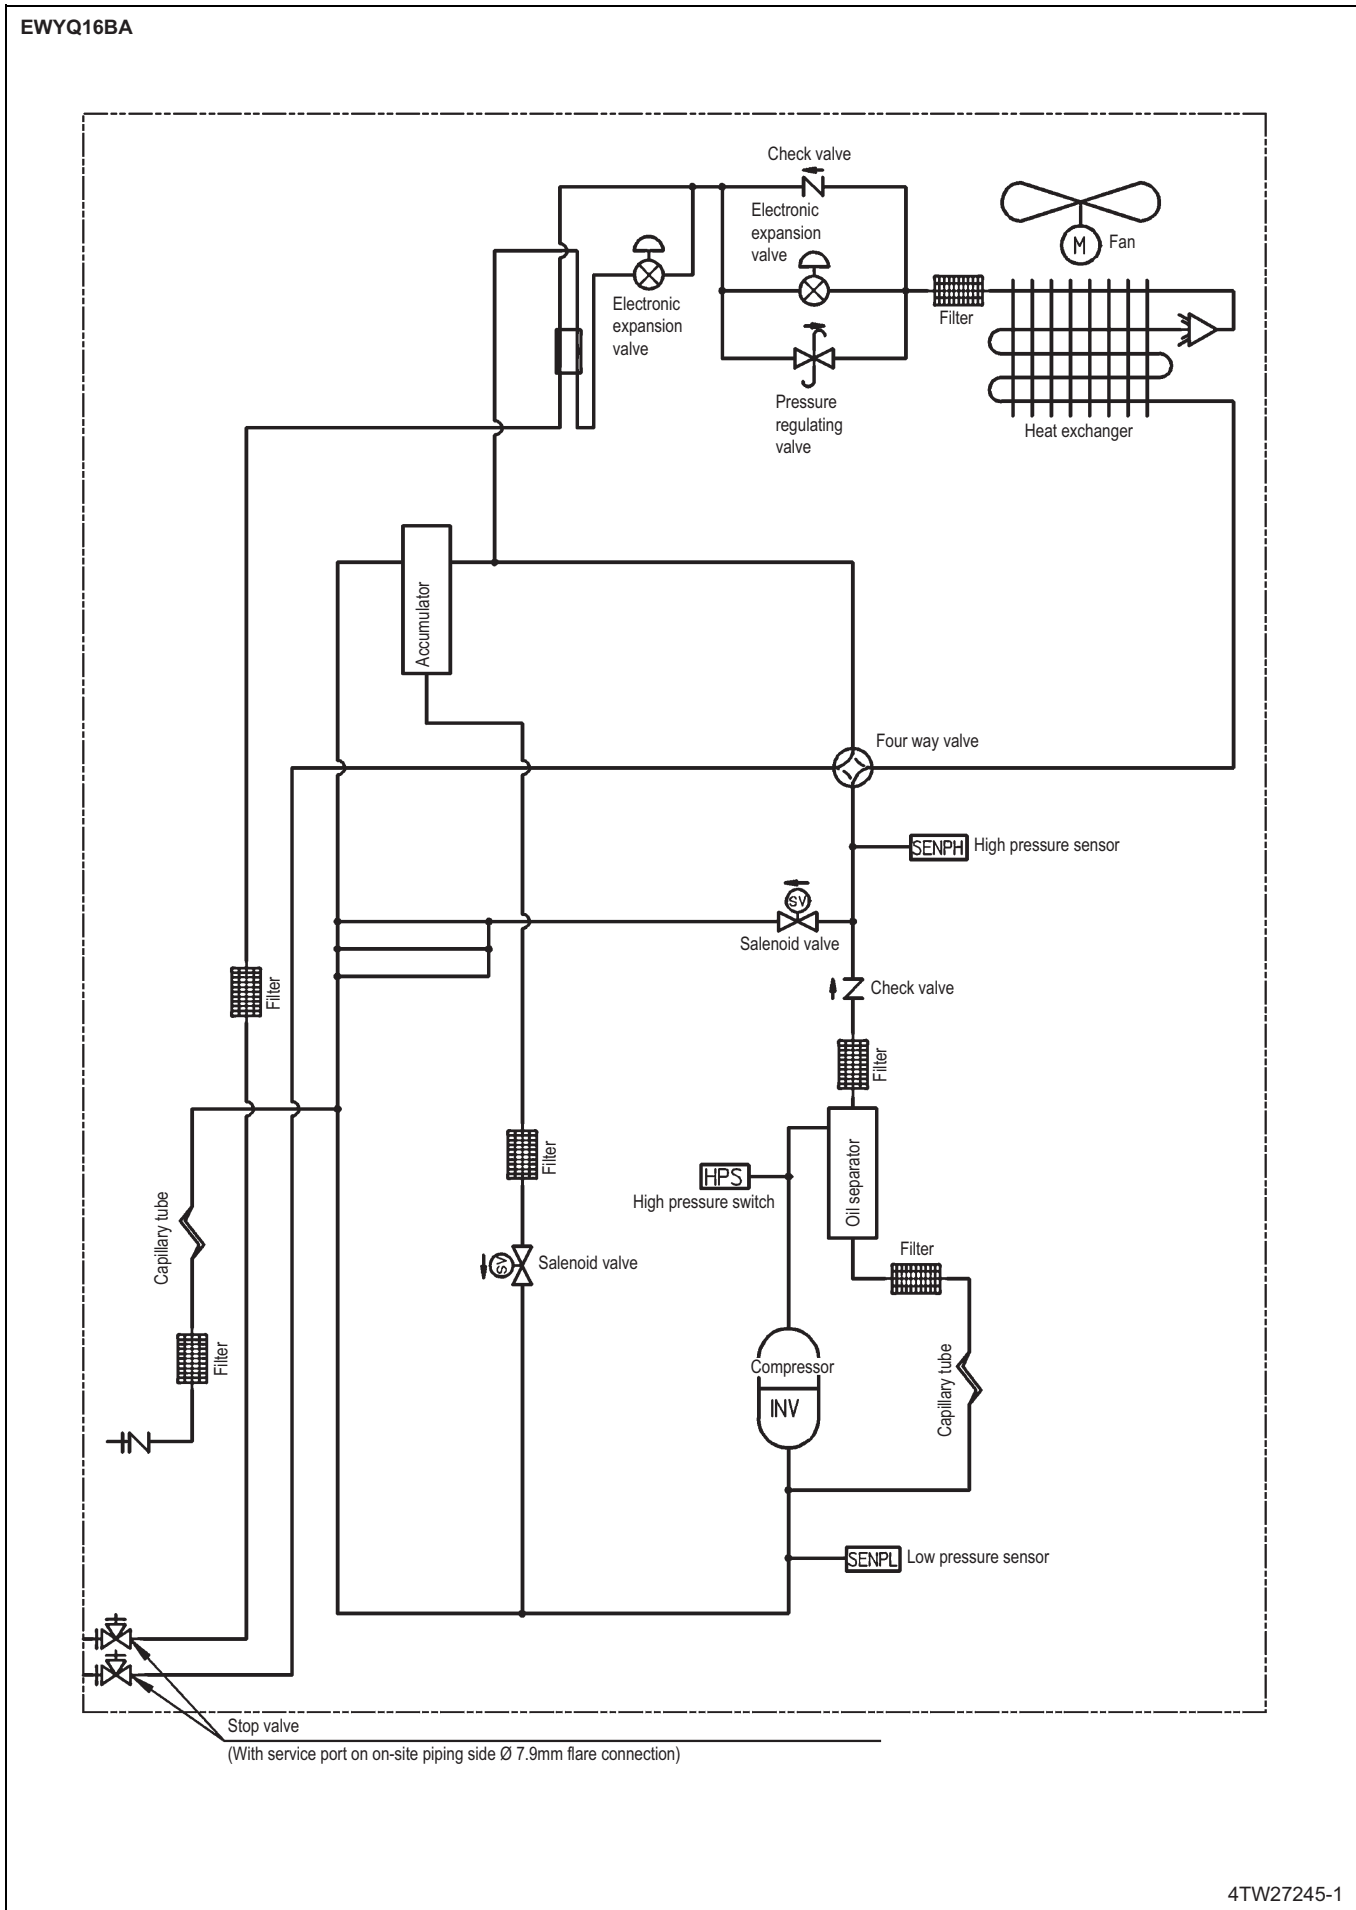 EWYQ16BA
Check valve
Electronic
expansion
valve
M
Fan
Electronic
expansion
valve
Filter
Pressure
regulating
valve
Heat exchanger
Accumulator
Four way valve
SENPH
High pressure sensor
SV
Salenoid valve
Check valve
Filter
Filter
Filter
Oil separator
HPS
High pressure switch
Capillary tube
Filter
SV
Salenoid valve
Filter
Compressor
INV
Capillary tube
SENPL
Low pressure sensor
Stop valve
(With service port on on-site piping side Ø 7.9mm flare connection)
4TW27245-1